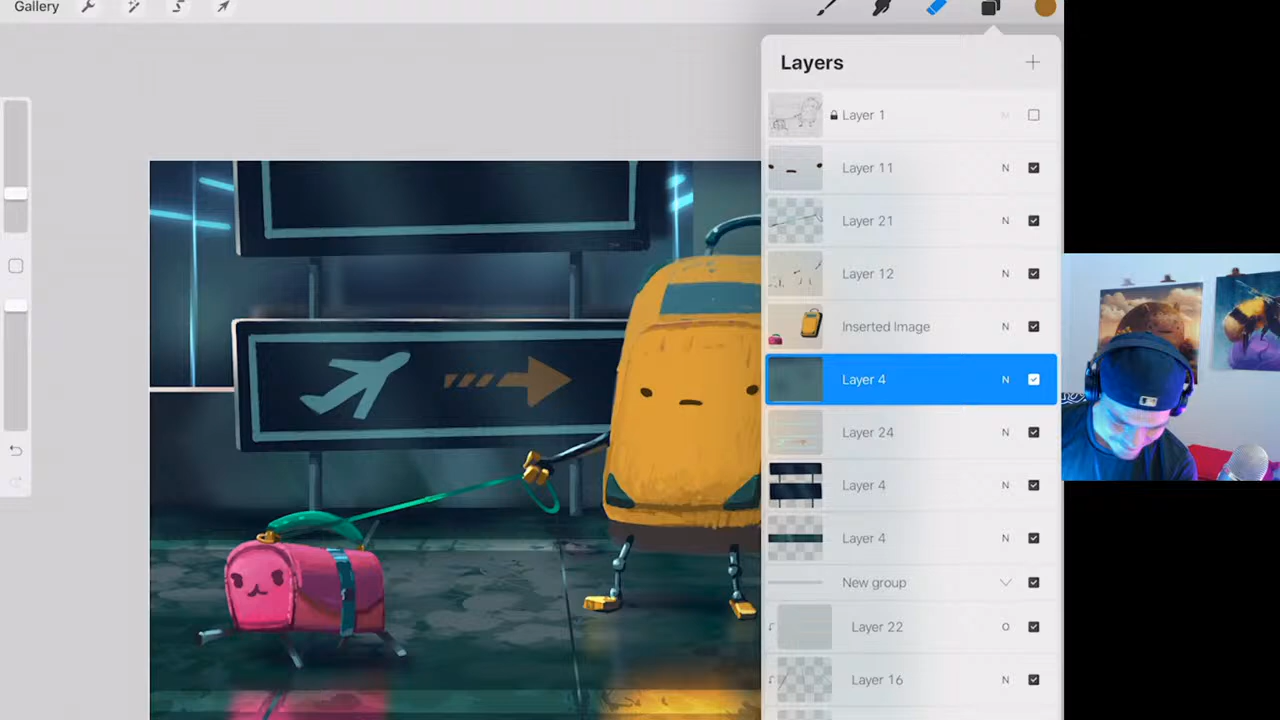 Gallery
Layers
Layer 1 M
Layer 11 N
Layer 21 N
Layer 12 N
Inserted Image N
Layer 4 N
Layer 24 N
Layer 4 N
Layer 4 N
New group
Layer 22 O
Layer 16 N